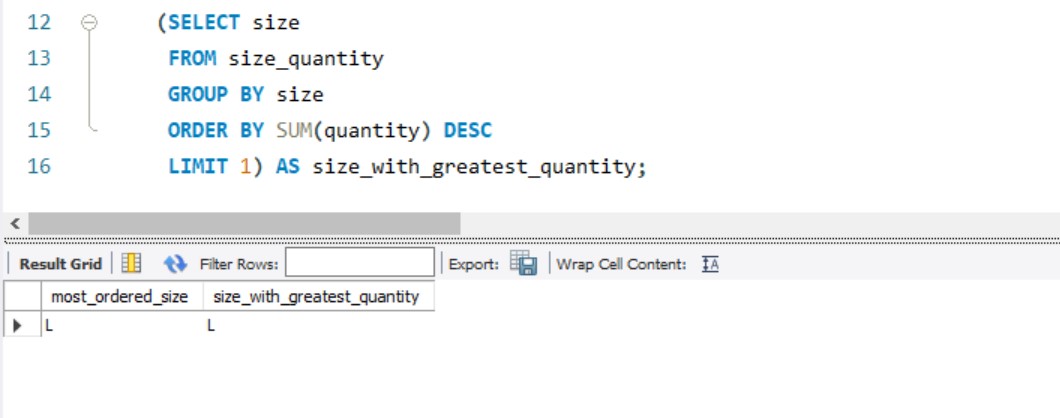 12 (SELECT size
13 FROM size_quantity
14 GROUP BY size
15 ORDER BY SUM(quantity) DESC
16 LIMIT 1) AS size_with_greatest_quantity;
Result Grid Filter Rows: Export: Wrap Cell Content: IA
most_ordered_size size_with_greatest_quantity
L L